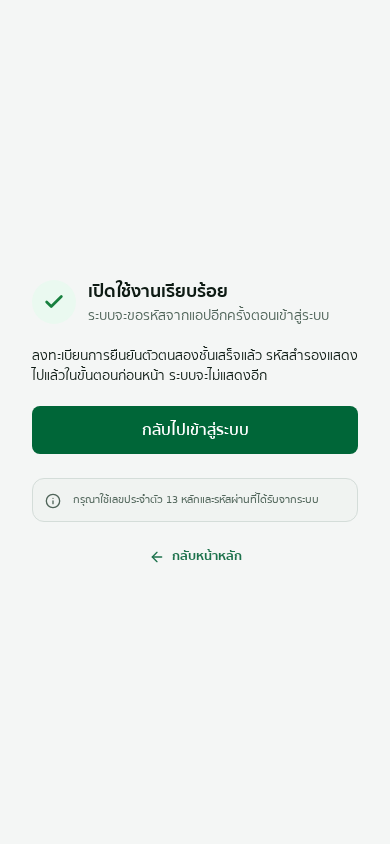 เปิดใช้งานเรียบร้อย
ระบบจะขอรหัสจากแอปอีกครั้งตอนเข้าสู่ระบบ
ลงทะเบียนการยืนยันตัวตนสองชั้นเสร็จแล้ว รหัสสำรองแสดง
ไปแล้วในขั้นตอนก่อนหน้า ระบบจะไม่แสดงอีก
กลับไปเข้าสู่ระบบ
กรุณาใช้เลขประจำตัว 13 หลักและรหัสผ่านที่ได้รับจากระบบ
กลับหน้าหลัก